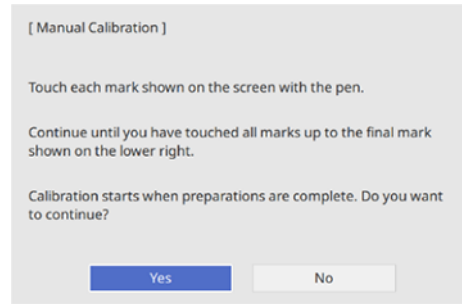 [ Manual Calibration ]
Touch each mark shown on the screen with the pen.
Continue until you have touched all marks up to the final mark
shown on the lower right.
Calibration starts when preparations are complete. Do you want
to continue?
Yes
No